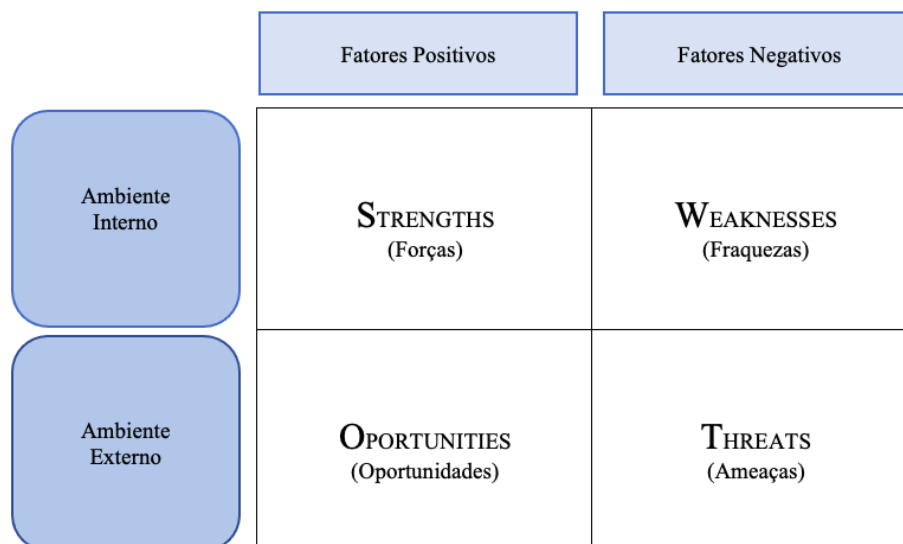 Fatores Positivos
Fatores Negativos
Ambiente
Interno
STRENGTHS
(Forças)
WEAKNESSES
(Fraquezas)
Ambiente
Externo
OPORTUNITIES
(Oportunidades)
THREATS
(Ameaças)